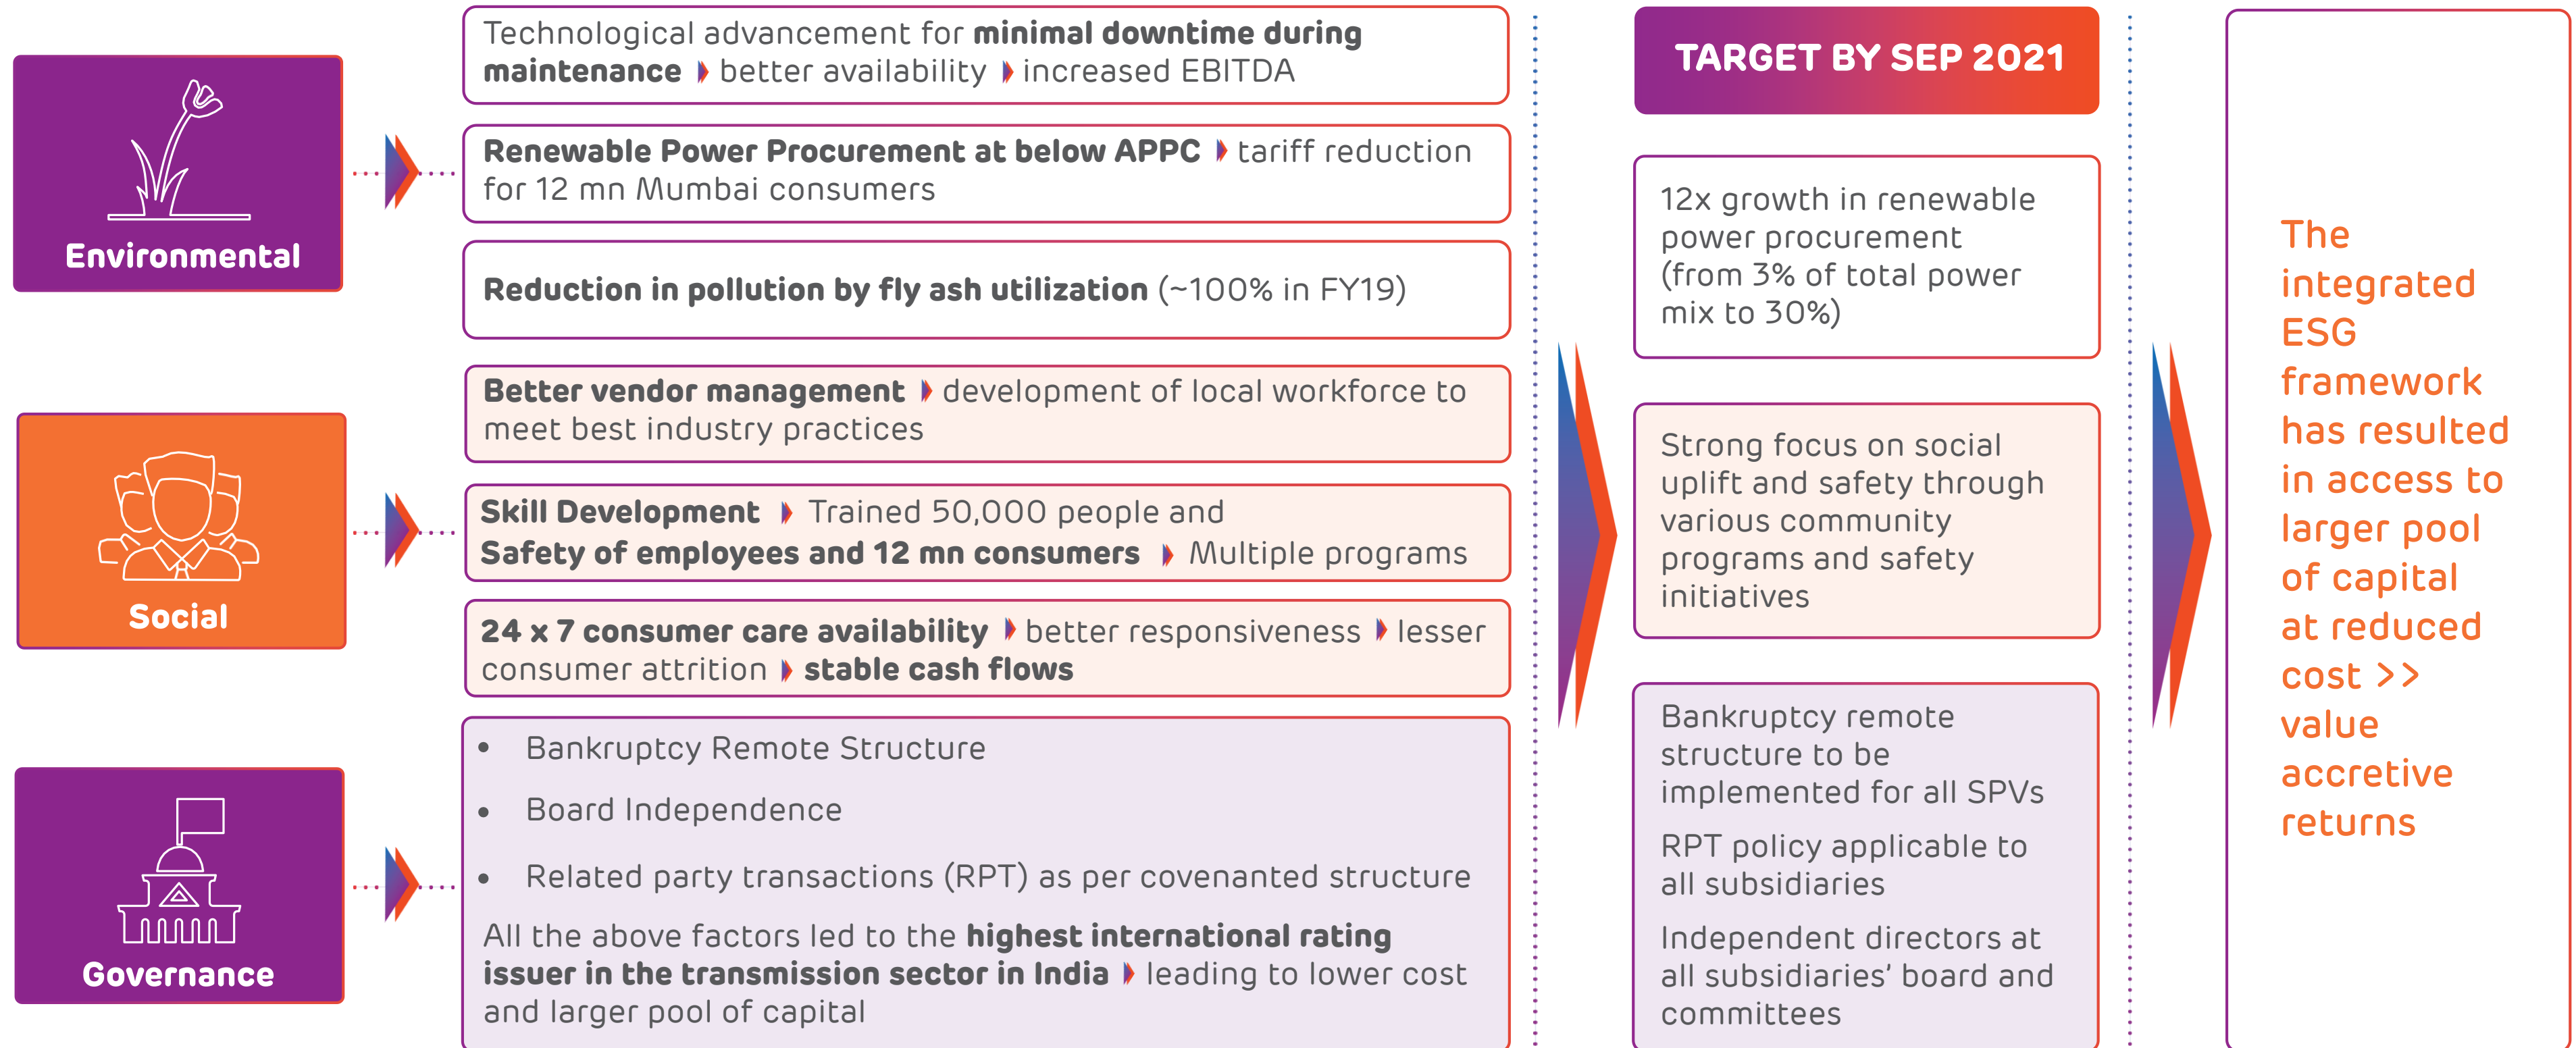 Environmental
Technological advancement for minimal downtime during
maintenance better availability increased EBITDA
Renewable Power Procurement at below APPC tariff reduction
for 12 mn Mumbai consumers
Reduction in pollution by fly ash utilization (~100% in FY19)
Social
Better vendor management development of local workforce to
meet best industry practices
Skill Development Trained 50,000 people and
Safety of employees and 12 mn consumers Multiple programs
24 x 7 consumer care availability better responsiveness lesser
consumer attrition stable cash flows
Governance
• Bankruptcy Remote Structure
• Board Independence
• Related party transactions (RPT) as per covenanted structure
All the above factors led to the highest international rating
issuer in the transmission sector in India leading to lower cost
and larger pool of capital
TARGET BY SEP 2021
12x growth in renewable
power procurement
(from 3% of total power
mix to 30%)
Strong focus on social
uplift and safety through
various community
programs and safety
initiatives
Bankruptcy remote
structure to be
implemented for all SPVs
RPT policy applicable to
all subsidiaries
Independent directors at
all subsidiaries’ board and
committees
The
integrated
ESG
framework
has resulted
in access to
larger pool
of capital
at reduced
cost >>
value
accretive
returns